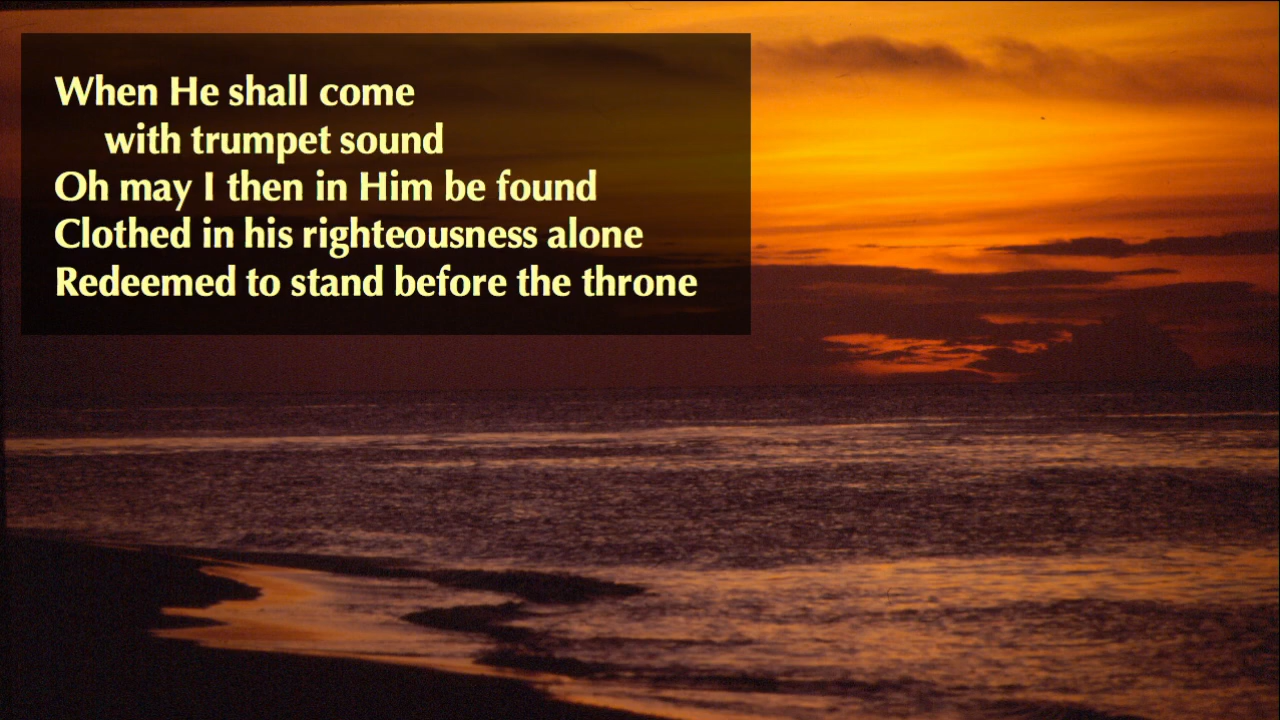 When He shall come
with trumpet sound
Oh may I then in Him be found
Clothed in his righteousness alone
Redeemed to stand before the throne